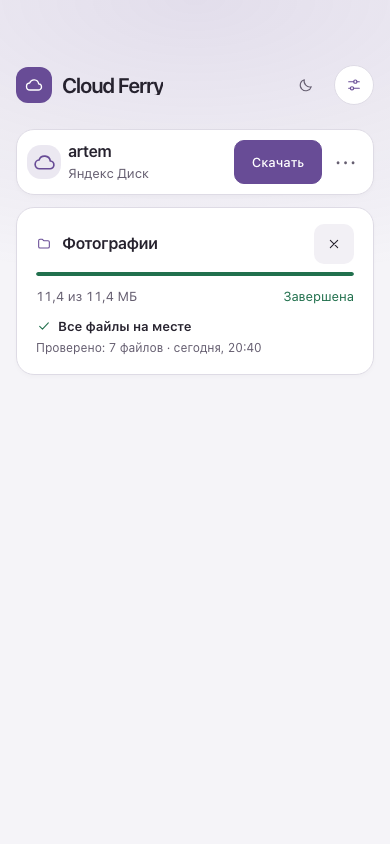 Cloud Ferry
artem
Яндекс Диск
Скачать
Фотографии
11,4 из 11,4 МБ
Завершена
Все файлы на месте
Проверено: 7 файлов · сегодня, 20:40